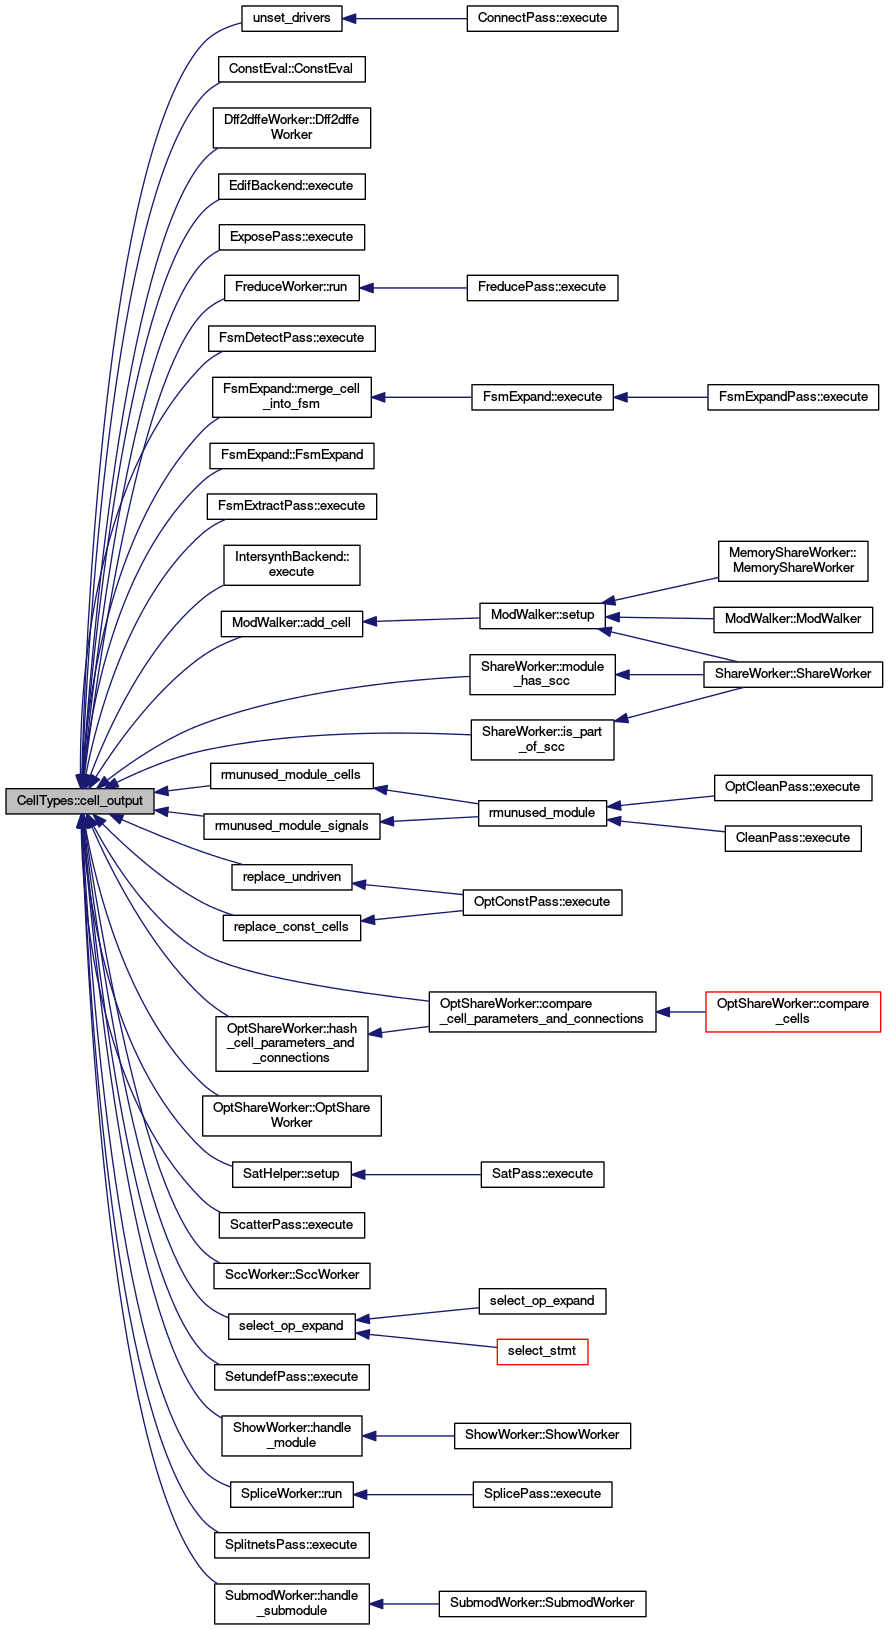 unset_drivers
ConnectPass::execute
ConstEval::ConstEval
Dff2dffeWorker::Dff2dffe
Worker
EdifBackend::execute
ExposePass::execute
FreduceWorker::run
FreducePass::execute
FsmDetectPass::execute
FsmExpand::merge_cell
_into_fsm
FsmExpand::execute
FsmExpandPass::execute
FsmExpand::FsmExpand
FsmExtractPass::execute
IntersynthBackend::
execute
MemoryShareWorker::
MemoryShareWorker
ModWalker::add_cell
ModWalker::setup
ModWalker::ModWalker
ShareWorker::module
_has_scc
ShareWorker::ShareWorker
ShareWorker::is_part
_of_scc
rmunused_module_cells
OptCleanPass::execute
CellTypes::cell_output
rmunused_module_signals
rmunused_module
CleanPass::execute
replace_undriven
OptConstPass::execute
replace_const_cells
OptShareWorker::compare
_cell_parameters_and_connections
OptShareWorker::compare
_cells
OptShareWorker::hash
_cell_parameters_and
_connections
OptShareWorker::OptShare
Worker
SatHelper::setup
SatPass::execute
ScatterPass::execute
SccWorker::SccWorker
select_op_expand
select_op_expand
select_stmt
SetundefPass::execute
ShowWorker::handle
_module
ShowWorker::ShowWorker
SpliceWorker::run
SplicePass::execute
SplitnetsPass::execute
SubmodWorker::handle
_submodule
SubmodWorker::SubmodWorker